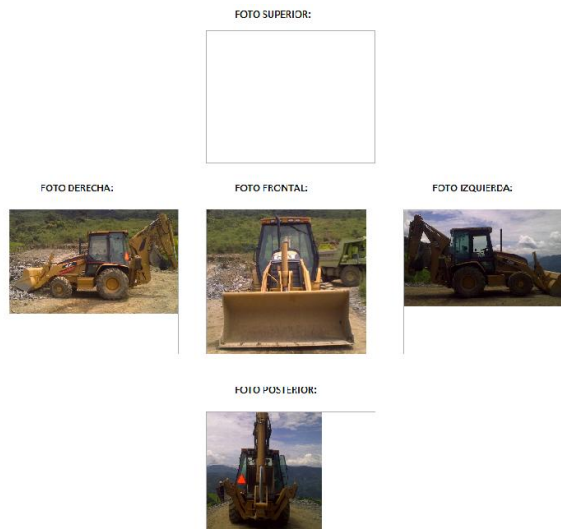 FOTO SUPERIOR:
FOTO DERECHA:
FOTO FRONTAL:
FOTO IZQUIERDA:
FOTO POSTERIOR: